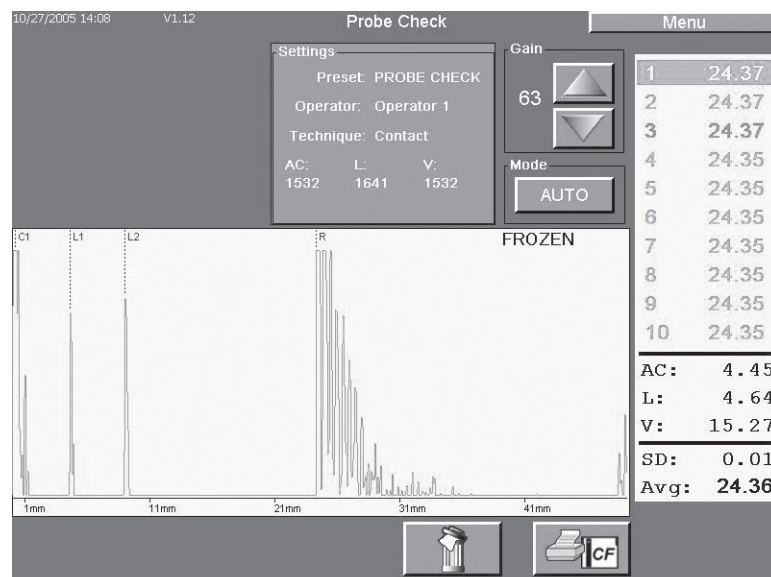 10/27/2005 14:08 V1.12 Probe Check Menu
Settings
Preset: PROBE CHECK
Operator: Operator 1
Technique: Contact
AC: L: V:
1532 1641 1532
Gain
63
Mode
AUTO
1 24.37
2 24.37
3 24.37
4 24.35
5 24.35
6 24.35
7 24.35
8 24.35
9 24.35
10 24.35
AC: 4.45
L: 4.64
V: 15.27
SD: 0.01
Avg: 24.36
C1 L1 L2 R FROZEN
1mm 11mm 21mm 31mm 41mm
CF